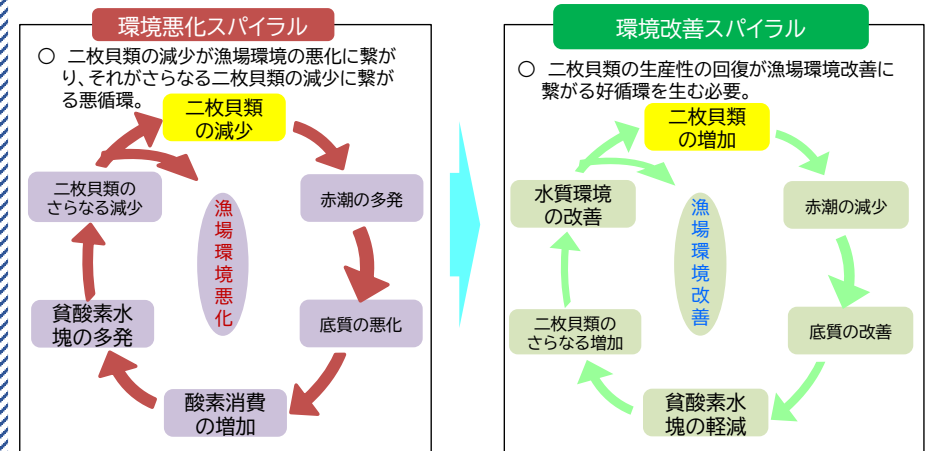 環境悪化スパイラル
○ 二枚貝類の減少が漁場環境の悪化に繋が
り、それがさらなる二枚貝類の減少に繋が
る悪循環。
二枚貝類
の減少
赤潮の多発
底質の悪化
酸素消費
の増加
貧酸素水
塊の多発
二枚貝類の
さらなる減少
漁場環境悪化
環境改善スパイラル
○ 二枚貝類の生産性の回復が漁場環境改善に
繋がる好循環を生む必要。
二枚貝類
の増加
赤潮の減少
底質の改善
貧酸素水
塊の軽減
二枚貝類の
さらなる増加
水質環境
の改善
漁場環境改善